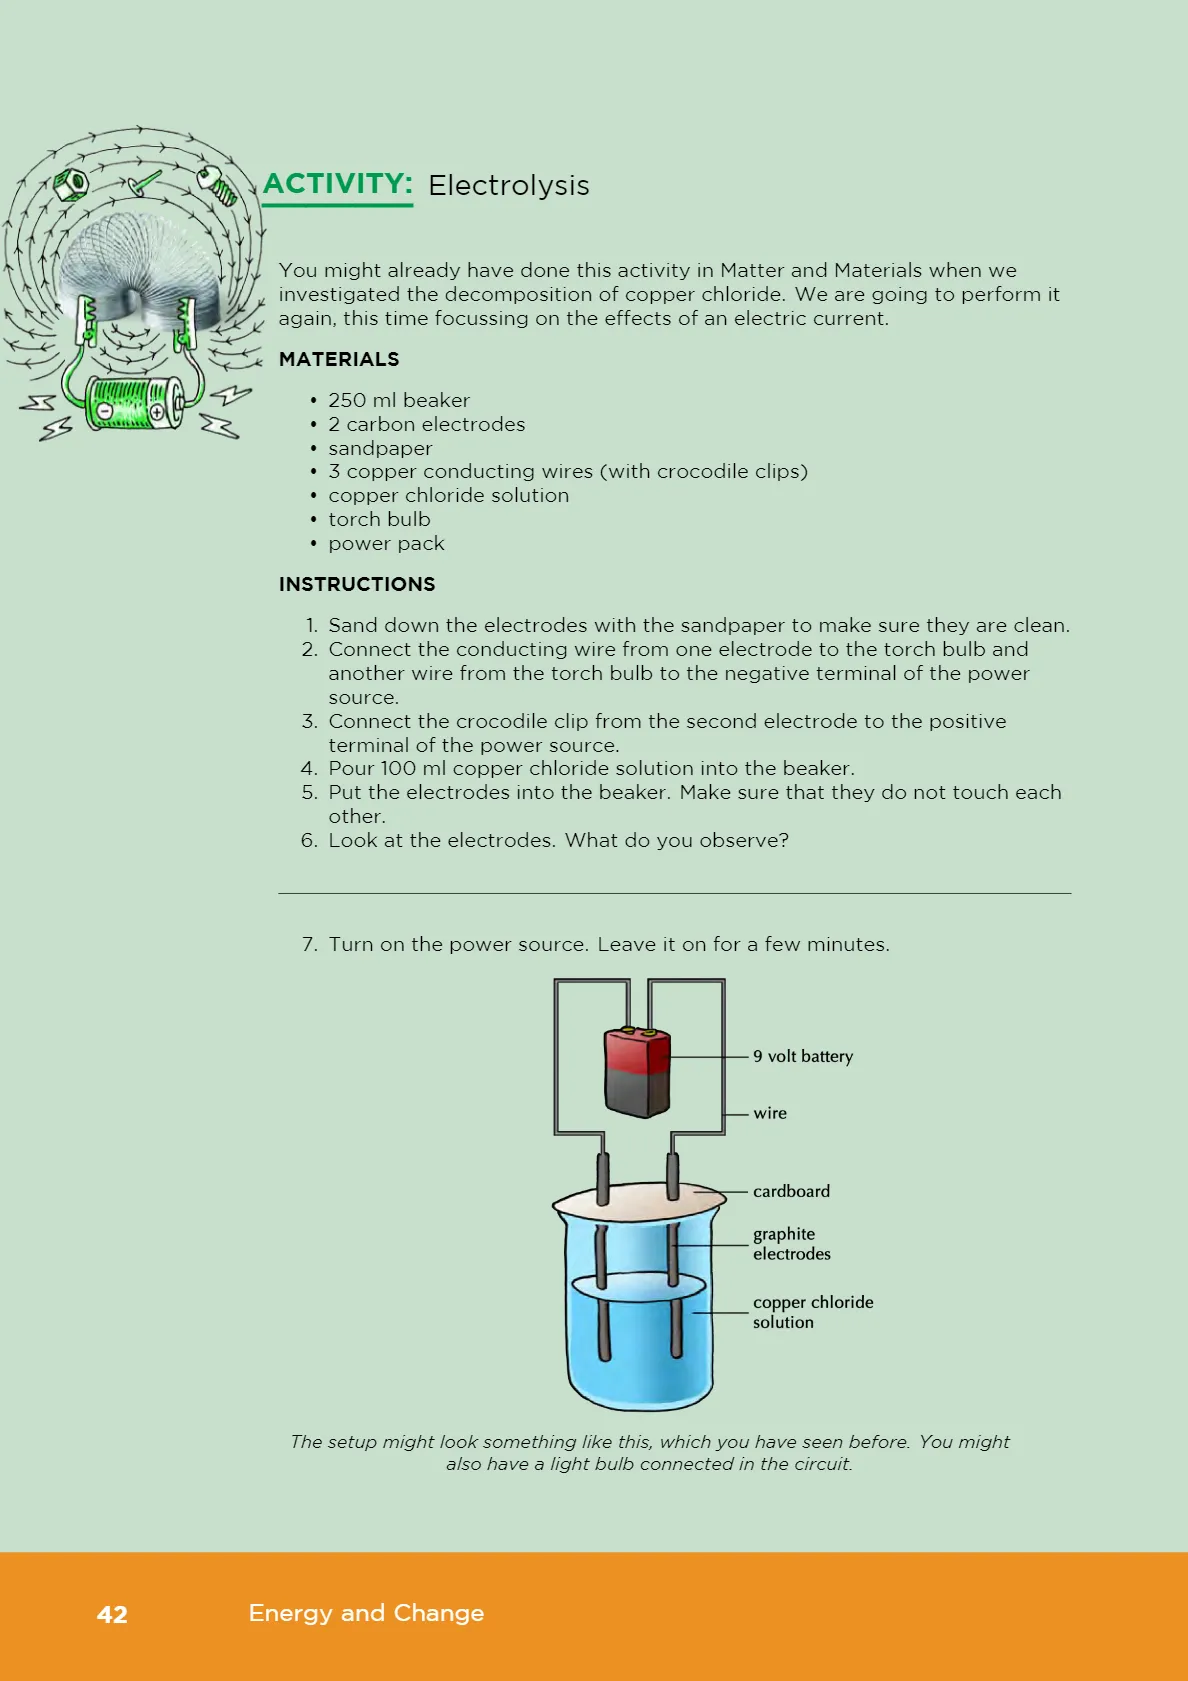 ACTIVITY: Electrolysis
You might already have done this activity in Matter and Materials when we
investigated the decomposition of copper chloride. We are going to perform it
again, this time focussing on the effects of an electric current.
MATERIALS
• 250 ml beaker
• 2 carbon electrodes
• sandpaper
• 3 copper conducting wires (with crocodile clips)
• copper chloride solution
• torch bulb
• power pack
INSTRUCTIONS
1. Sand down the electrodes with the sandpaper to make sure they are clean.
2. Connect the conducting wire from one electrode to the torch bulb and
another wire from the torch bulb to the negative terminal of the power
source.
3. Connect the crocodile clip from the second electrode to the positive
terminal of the power source.
4. Pour 100 ml copper chloride solution into the beaker.
5. Put the electrodes into the beaker. Make sure that they do not touch each
other.
6. Look at the electrodes. What do you observe?
7. Turn on the power source. Leave it on for a few minutes.
9 volt battery
wire
cardboard
graphite
electrodes
copper chloride
solution
The setup might look something like this, which you have seen before. You might
also have a light bulb connected in the circuit.
42 Energy and Change